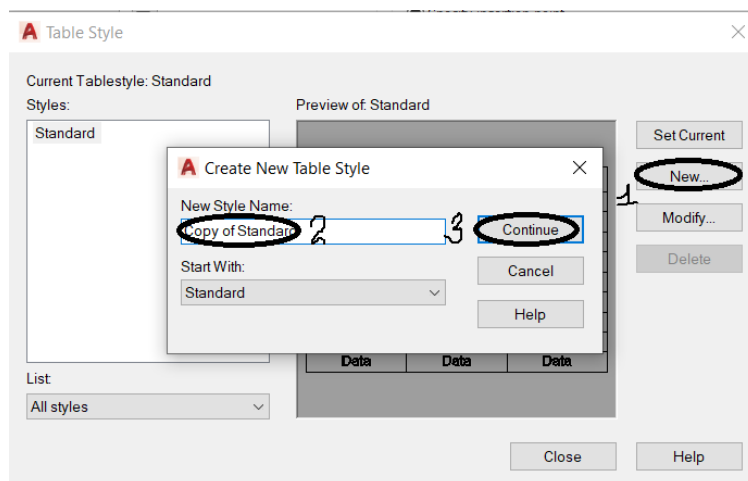 Table Style
Current Tablestyle: Standard
Styles:
Preview of: Standard
Standard
Set Current
Create New Table Style
New...
1
New Style Name:
Copy of Standard
2
3
Continue
Modify...
Start With:
Standard
Cancel
Delete
Help
Data Data Data
List:
All styles
Close
Help